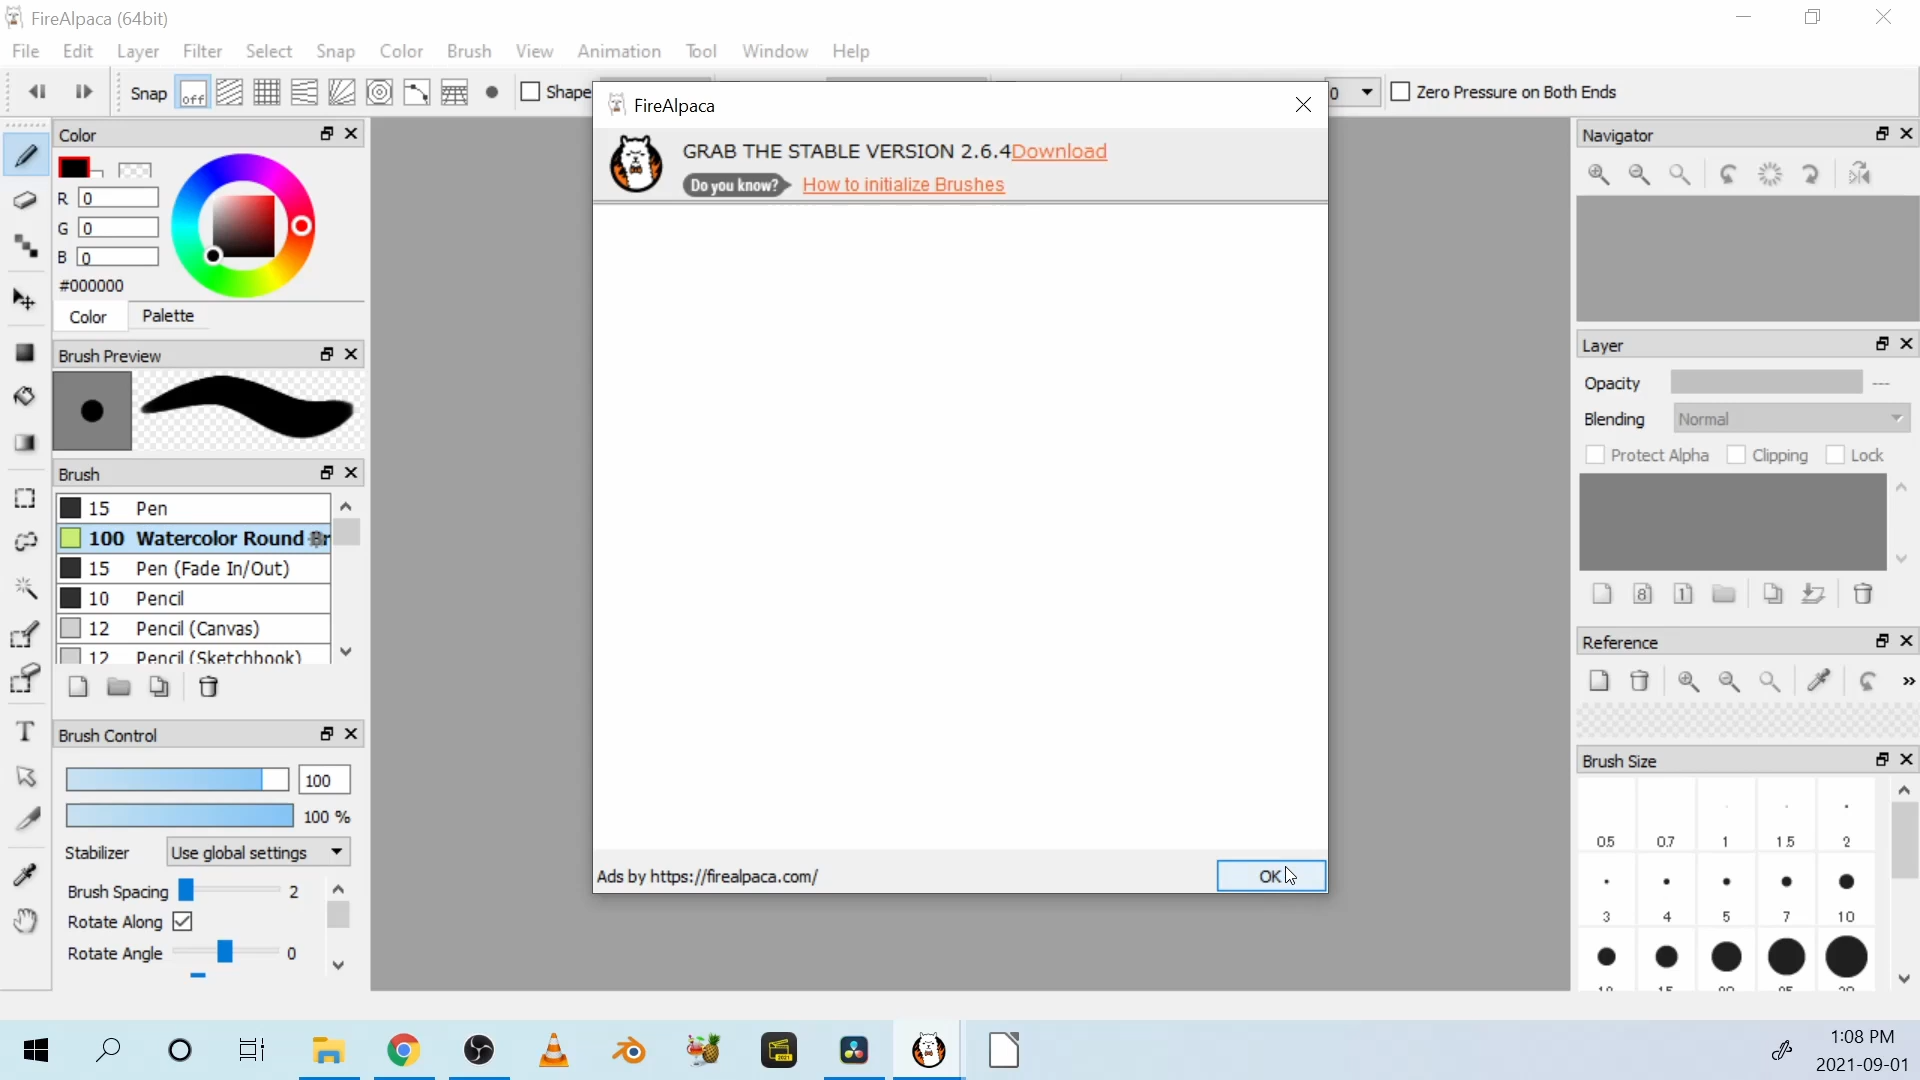 FireAlpaca (64bit)
File Edit Layer Filter Select Snap Color Brush View Animation Tool Window Help
Snap off Shape 0 Zero Pressure on Both Ends
FireAlpaca
GRAB THE STABLE VERSION 2.6.4Download
Do you know? How to initialize Brushes
Ads by https://firealpaca.com/
OK
Color
R 0
G 0
B 0
#000000
Color Palette
Brush Preview
Brush
15 Pen
100 Watercolor Round Br
15 Pen (Fade In/Out)
10 Pencil
12 Pencil (Canvas)
12 Pencil (Sketchbook)
Brush Control
100
100 %
Stabilizer Use global settings
Brush Spacing 2
Rotate Along
Rotate Angle 0
T
Navigator
Layer
Opacity ---
Blending Normal
Protect Alpha Clipping Lock
8 1
Reference
»
Brush Size
0.5 0.7 1 1.5 2
3 4 5 7 10
1:08 PM
2021-09-01